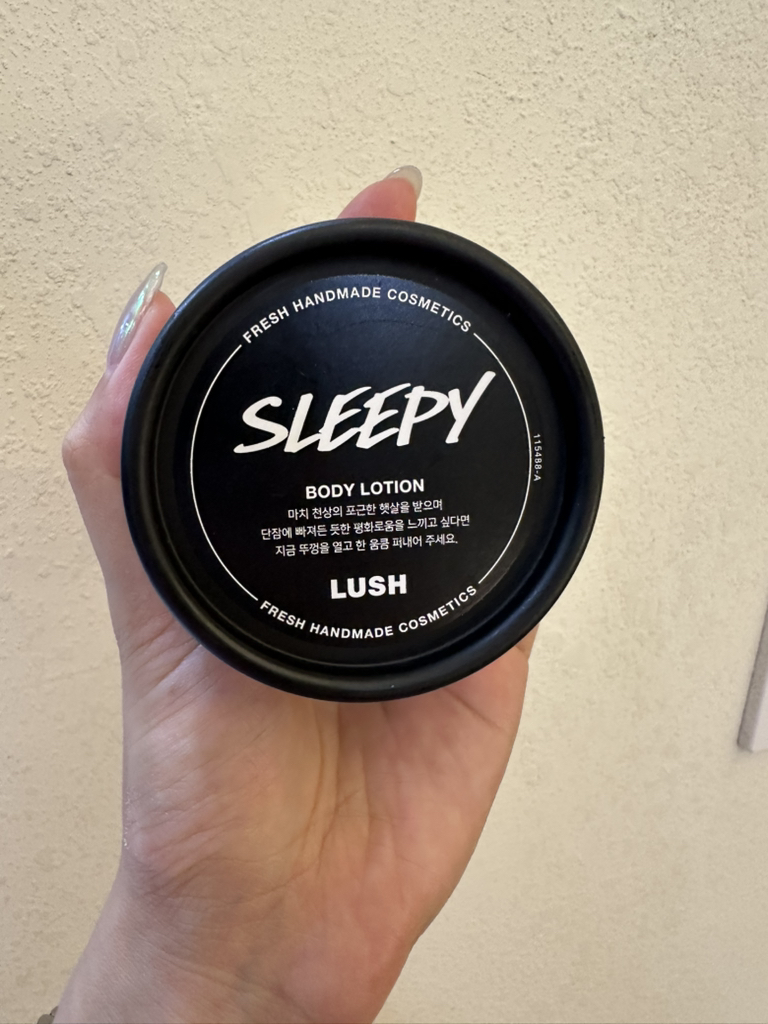 FRESH HANDMADE COSMETICS
SLEEPY
115488-A
BODY LOTION
마치 천상의 포근한 햇살을 받으며
단잠에 빠져든 듯한 평화로움을 느끼고 싶다면
지금 뚜껑을 열고 한 움큼 퍼내어 주세요.
LUSH
FRESH HANDMADE COSMETICS